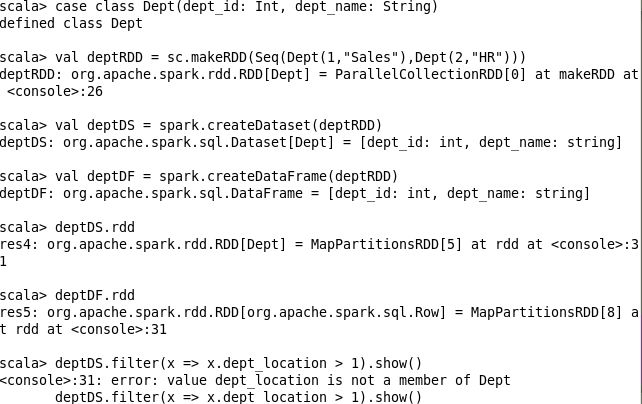 scala> case class Dept(dept_id: Int, dept_name: String)
defined class Dept
scala> val deptRDD = sc.makeRDD(Seq(Dept(1,"Sales"),Dept(2,"HR")))
deptRDD: org.apache.spark.rdd.RDD[Dept] = ParallelCollectionRDD[0] at makeRDD at
 <console>:26
scala> val deptDS = spark.createDataset(deptRDD)
deptDS: org.apache.spark.sql.Dataset[Dept] = [dept_id: int, dept_name: string]
scala> val deptDF = spark.createDataFrame(deptRDD)
deptDF: org.apache.spark.sql.DataFrame = [dept_id: int, dept_name: string]
scala> deptDS.rdd
res4: org.apache.spark.rdd.RDD[Dept] = MapPartitionsRDD[5] at rdd at <console>:3
1
scala> deptDF.rdd
res5: org.apache.spark.rdd.RDD[org.apache.spark.sql.Row] = MapPartitionsRDD[8] a
t rdd at <console>:31
scala> deptDS.filter(x => x.dept_location > 1).show()
<console>:31: error: value dept_location is not a member of Dept
       deptDS.filter(x => x.dept_location > 1).show()